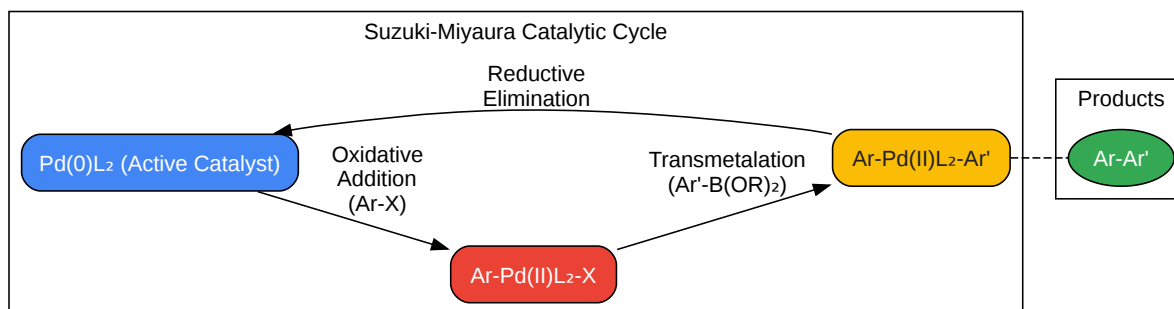 Suzuki-Miyaura Catalytic Cycle
Reductive
Elimination
Products
Pd(0)L₂ (Active Catalyst)
Oxidative
Addition
(Ar-X)
Transmetalation
(Ar'-B(OR)₂)
Ar-Pd(II)L₂-Ar'
Ar-Ar'
Ar-Pd(II)L₂-X